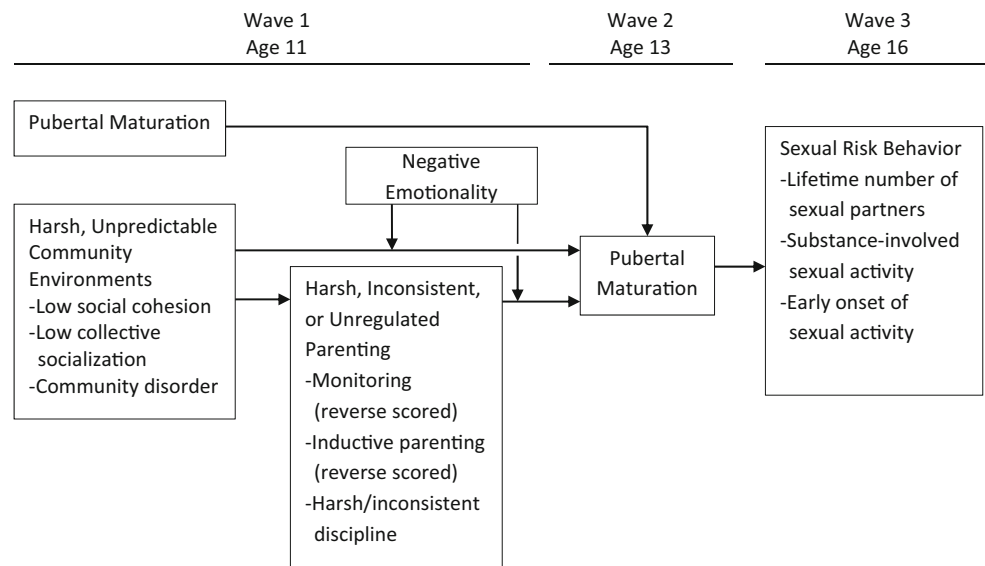 Wave 1
Age 11
Wave 2
Age 13
Wave 3
Age 16
Pubertal Maturation
Negative
Emotionality
Harsh, Unpredictable
Community
Environments
-Low social cohesion
-Low collective
socialization
-Community disorder
Harsh, Inconsistent,
or Unregulated
Parenting
-Monitoring
(reverse scored)
-Inductive parenting
(reverse scored)
-Harsh/inconsistent
discipline
Pubertal
Maturation
Sexual Risk Behavior
-Lifetime number of
sexual partners
-Substance-involved
sexual activity
-Early onset of
sexual activity